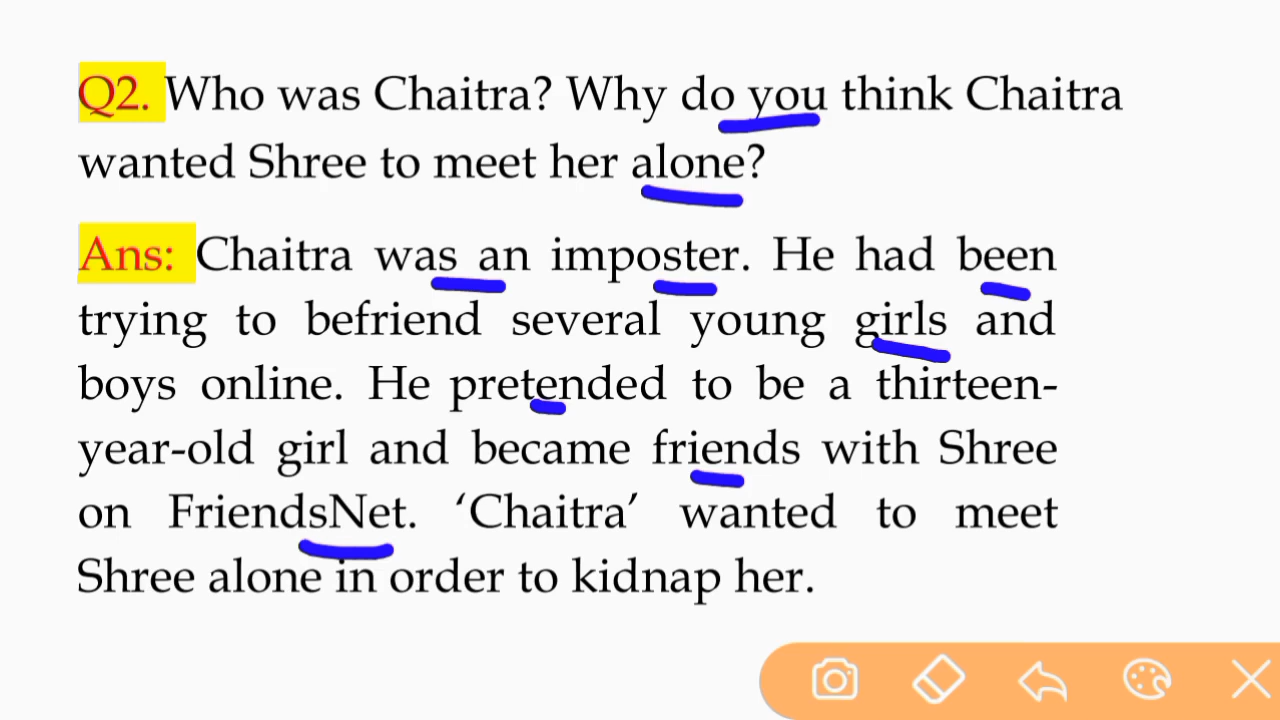 Q2. Who was Chaitra? Why do you think Chaitra
wanted Shree to meet her alone?
Ans: Chaitra was an imposter. He had been
trying to befriend several young girls and
boys online. He pretended to be a thirteen-
year-old girl and became friends with Shree
on FriendsNet. ‘Chaitra’ wanted to meet
Shree alone in order to kidnap her.